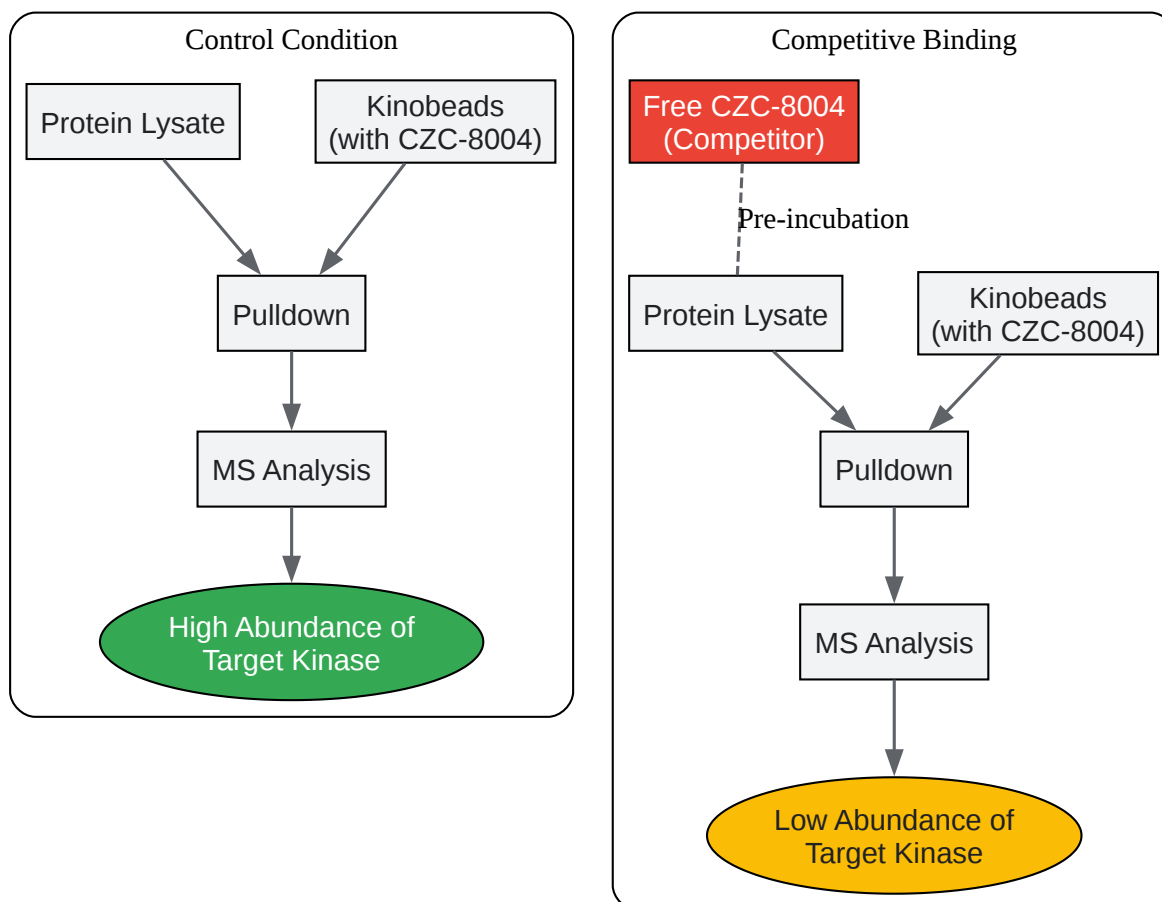 Control Condition
Protein Lysate
Kinobeads
(with CZC-8004)
Pulldown
MS Analysis
High Abundance of
Target Kinase
Competitive Binding
Free CZC-8004
(Competitor)
Pre-incubation
Protein Lysate
Kinobeads
(with CZC-8004)
Pulldown
MS Analysis
Low Abundance of
Target Kinase